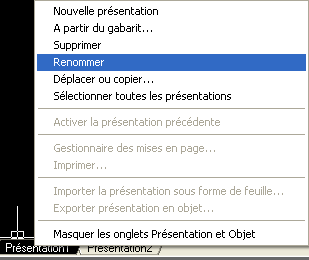 Nouvelle présentation
A partir du gabarit...
Supprimer
Renommer
Déplacer ou copier...
Sélectionner toutes les présentations
Activer la présentation précédente
Gestionnaire des mises en page...
Imprimer...
Importer la présentation sous forme de feuille...
Exporter présentation en objet...
Masquer les onglets Présentation et Objet
Présentation1
Présentation2